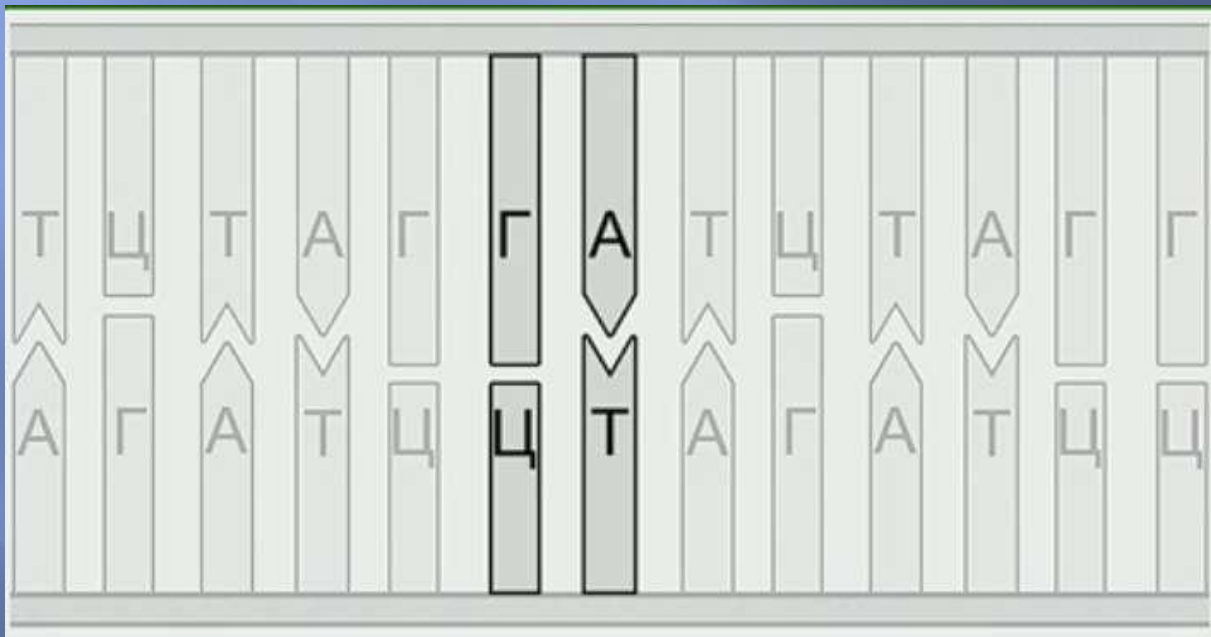 Т Ц Т А Г Г А Т Ц Т А Г Г
А Г А Т Ц Ц Т А Г А Т Ц Ц